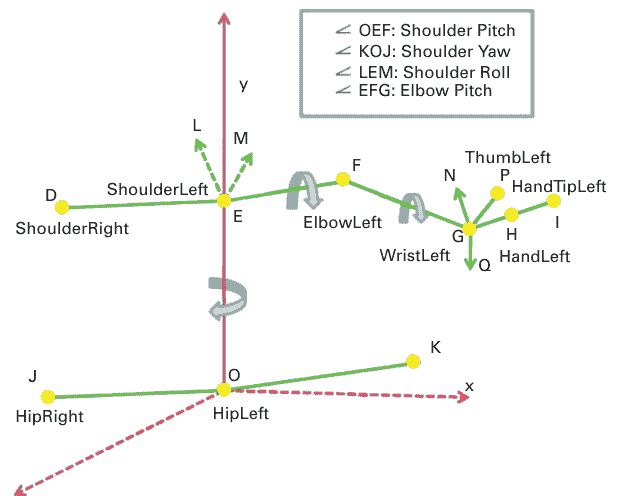 ∠ OEF: Shoulder Pitch
∠ KOJ: Shoulder Yaw
∠ LEM: Shoulder Roll
∠ EFG: Elbow Pitch
y
L
M
F
ThumbLeft
N
P
HandTipLeft
D
ShoulderLeft
E
ElbowLeft
ShoulderRight
G
H
I
WristLeft
Q
HandLeft
K
J
O
x
HipRight
HipLeft